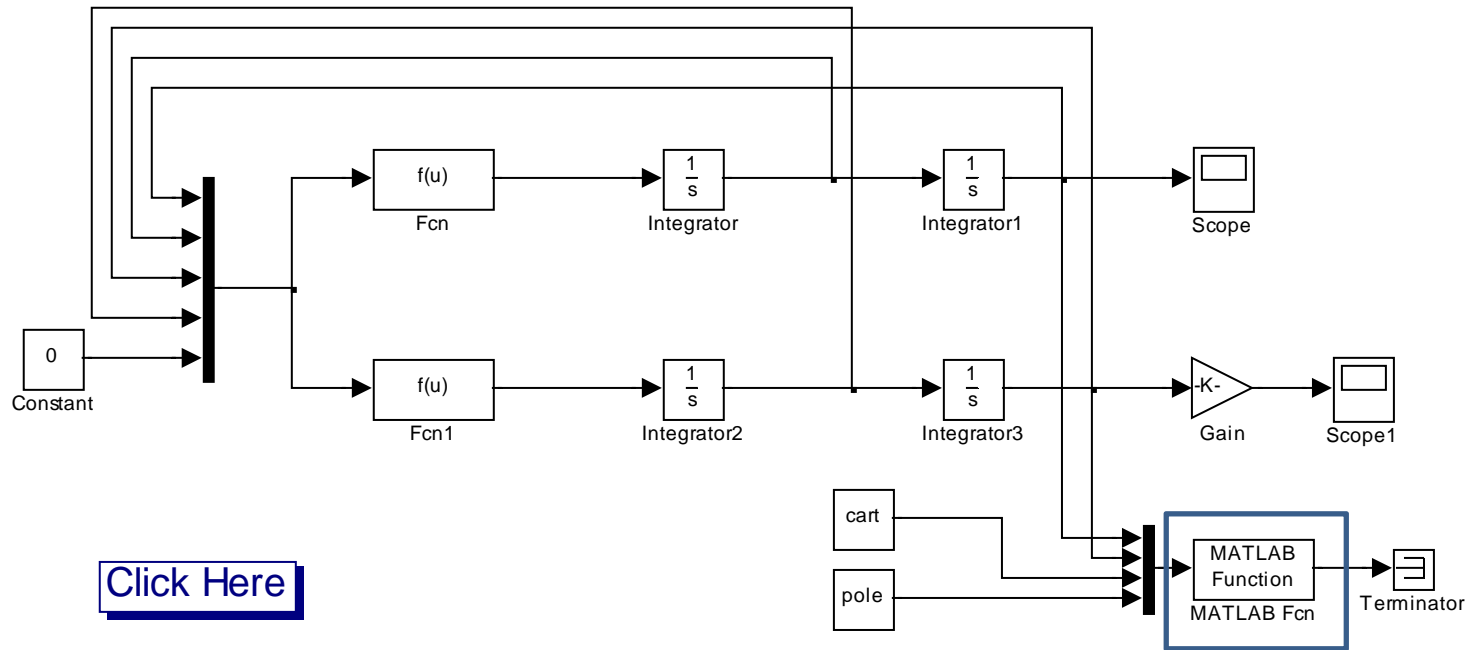 f(u)
Fcn
1
s
Integrator
1
s
Integrator1
Scope
0
Constant
f(u)
Fcn1
1
s
Integrator2
1
s
Integrator3
-K-
Gain
Scope1
cart
pole
MATLAB
Function
MATLAB Fcn
Terminator
Click Here